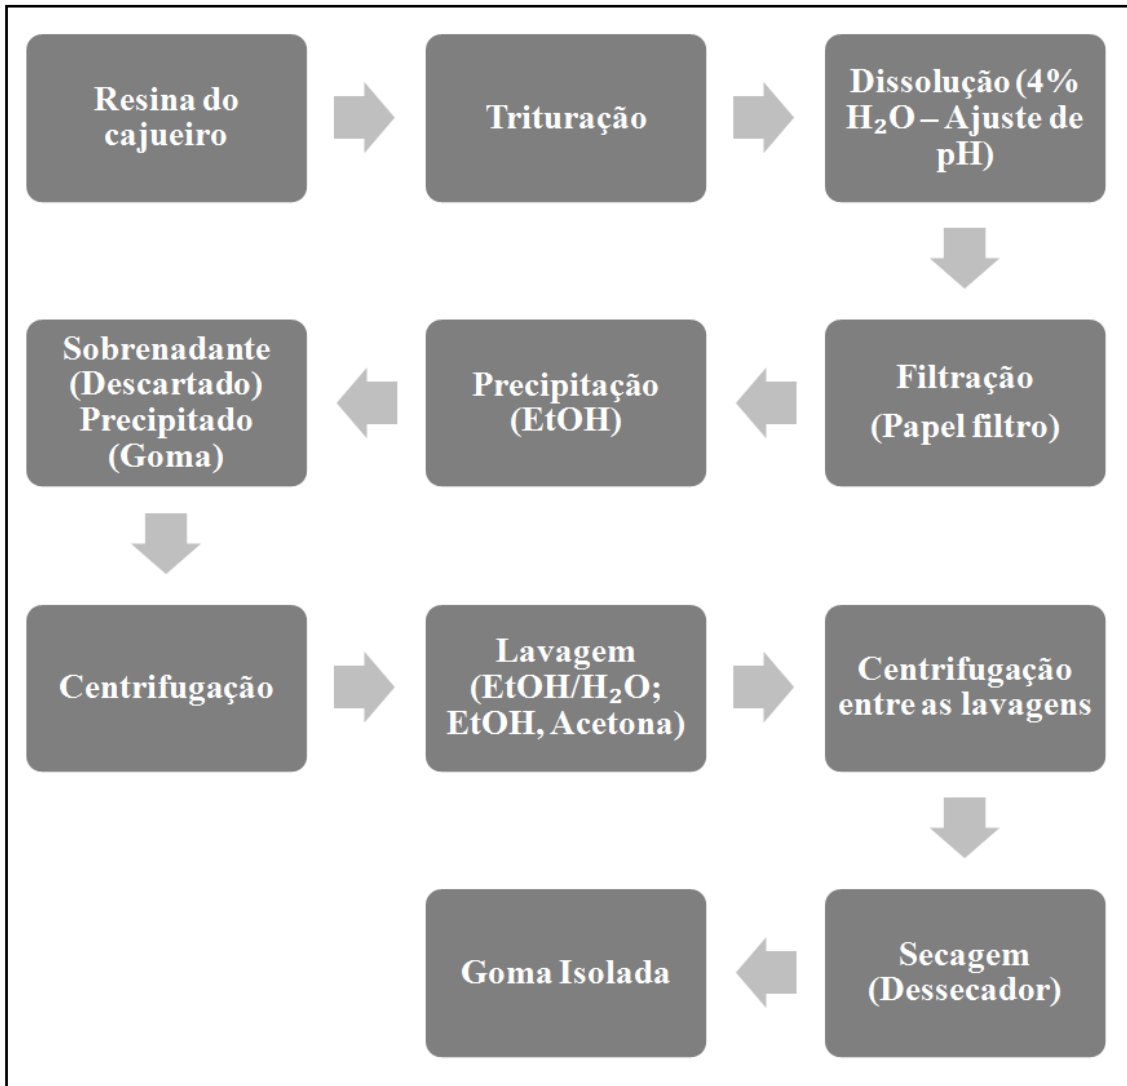 Resina do
cajueiro
Trituração
Dissolução (4%
H₂O – Ajuste de
pH)
Filtração
(Papel filtro)
Precipitação
(EtOH)
Sobrenadante
(Descartado)
Precipitado
(Goma)
Centrifugação
Lavagem
(EtOH/H₂O;
EtOH, Acetona)
Centrifugação
entre as lavagens
Secagem
(Dessecador)
Goma Isolada